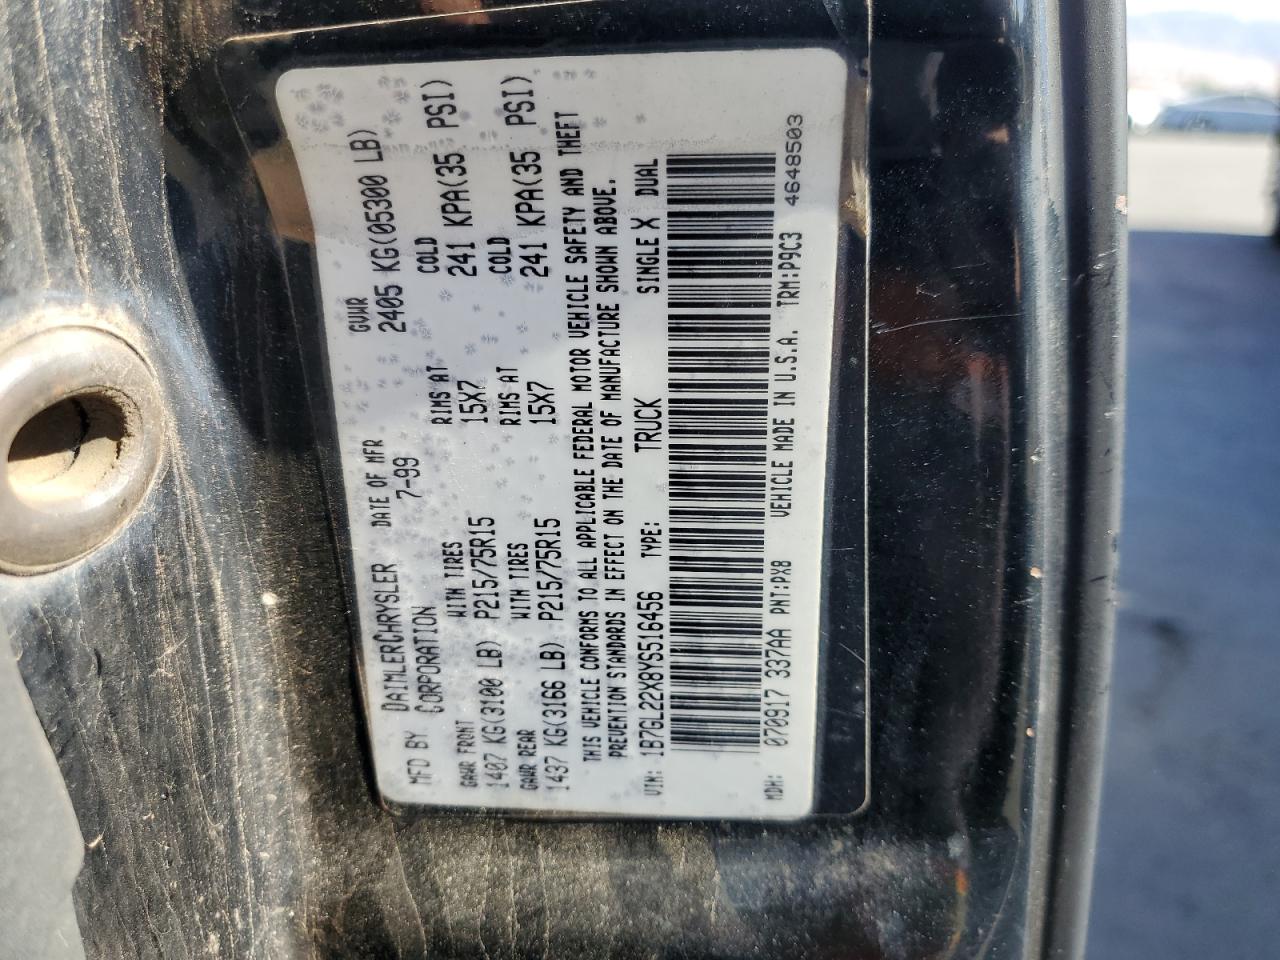 MFD BY DAIMLERCHRYSLER DATE OF MFR GVWR
CORPORATION 7-99 2405 KG(05300 LB)
GAWR FRONT WITH TIRES RIMS AT COLD
1407 KG(3100 LB) P215/75R15 15X7 241 KPA(35 PSI)
GAWR REAR WITH TIRES RIMS AT COLD
1437 KG(3166 LB) P215/75R15 15X7 241 KPA(35 PSI)
THIS VEHICLE CONFORMS TO ALL APPLICABLE FEDERAL MOTOR VEHICLE SAFETY AND THEFT
PREVENTION STANDARDS IN EFFECT ON THE DATE OF MANUFACTURE SHOWN ABOVE.
VIN: 1B7GL22X8YS516456 TYPE: TRUCK SINGLE X DUAL
MDH: 070917 337AA PNT:PX8 VEHICLE MADE IN U.S.A. TRM:P9C3 4648503